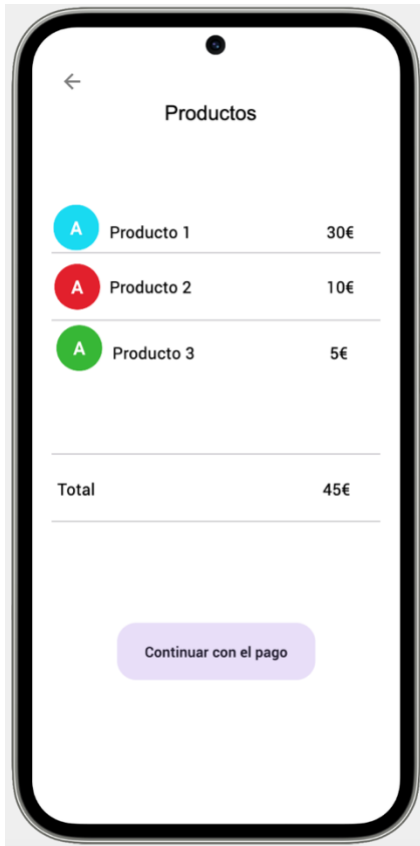 Productos
A Producto 1 30€
A Producto 2 10€
A Producto 3 5€
Total 45€
Continuar con el pago